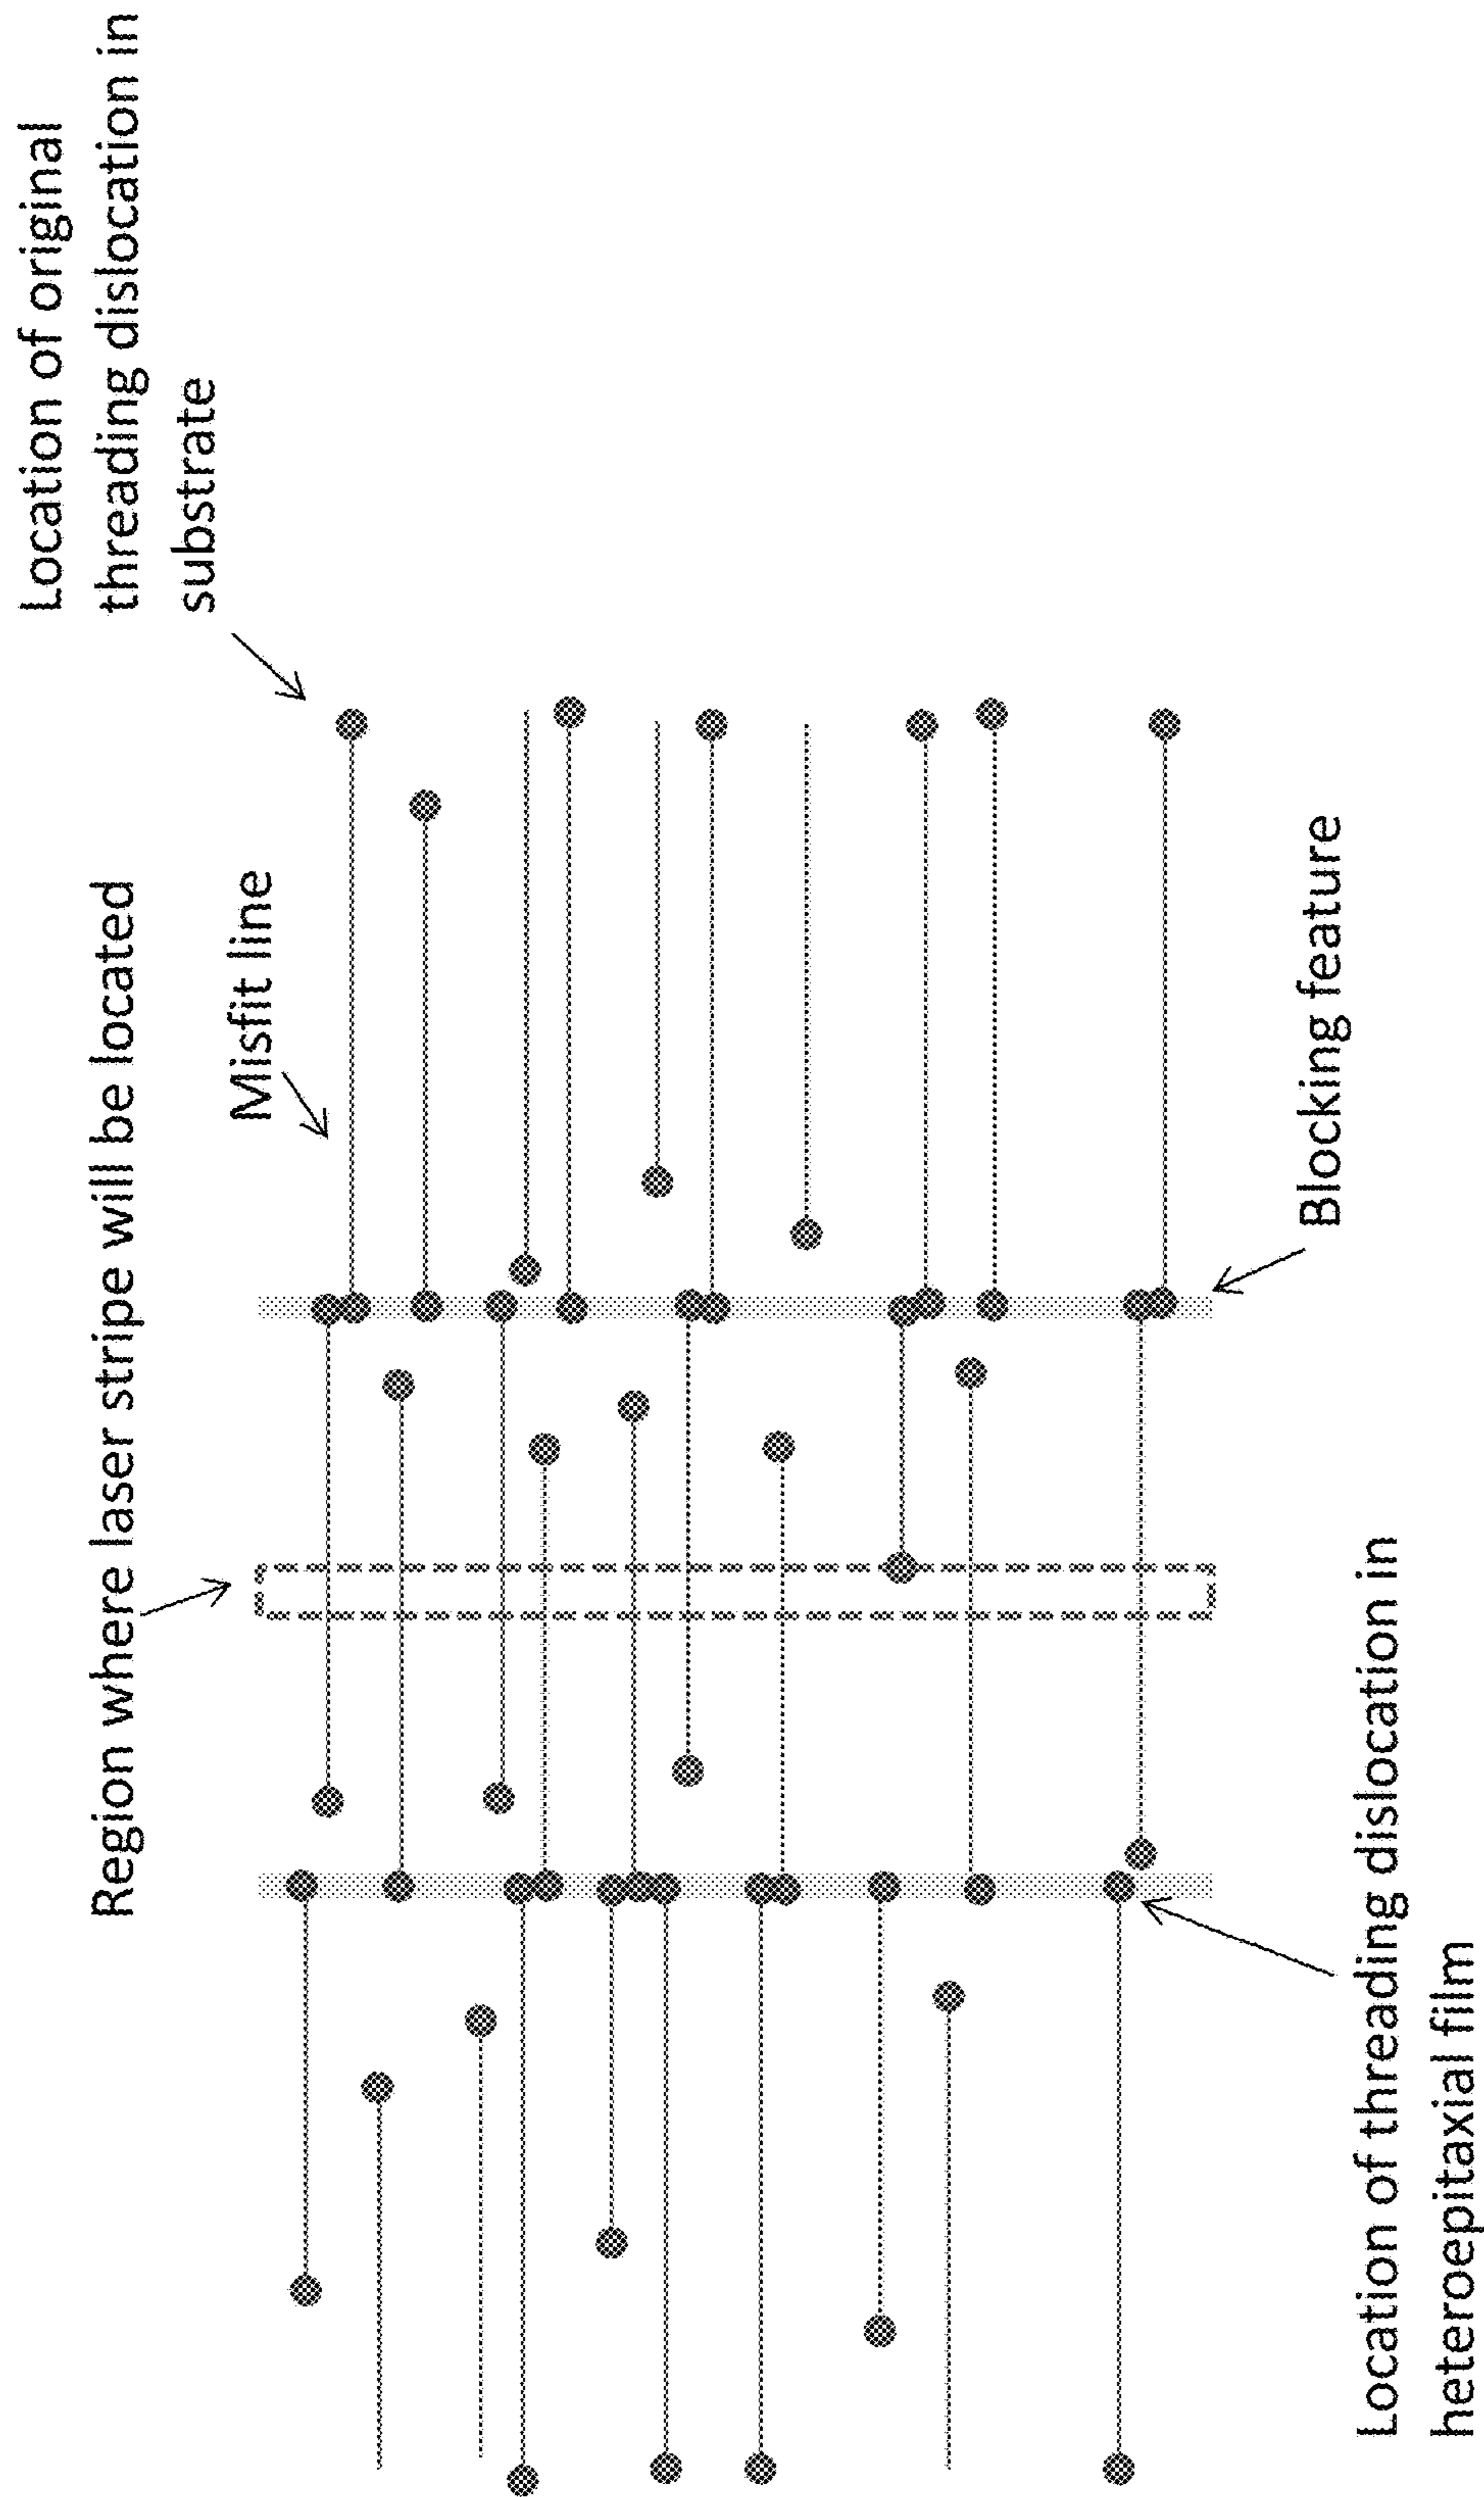 Location of original
threading dislocation in
substrate
Region where laser stripe will be located
Misfit line
Blocking feature
Location of threading dislocation in
heteroepitaxial film